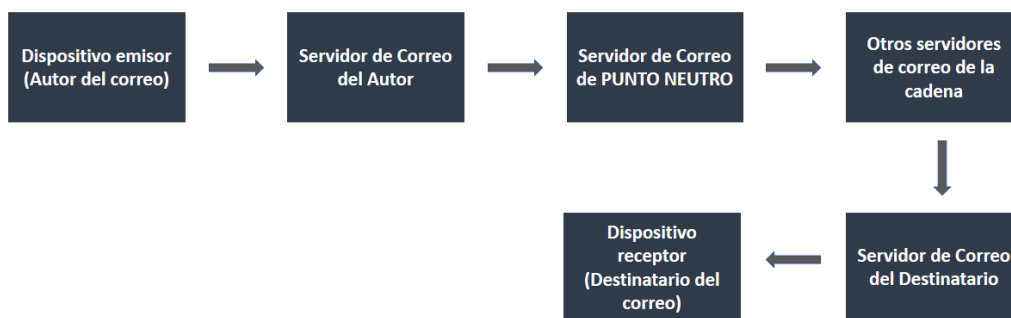 Dispositivo emisor
(Autor del correo)
Servidor de Correo
del Autor
Servidor de Correo
de PUNTO NEUTRO
Otros servidores
de correo de la
cadena
Servidor de Correo
del Destinatario
Dispositivo
receptor
(Destinatario del
correo)